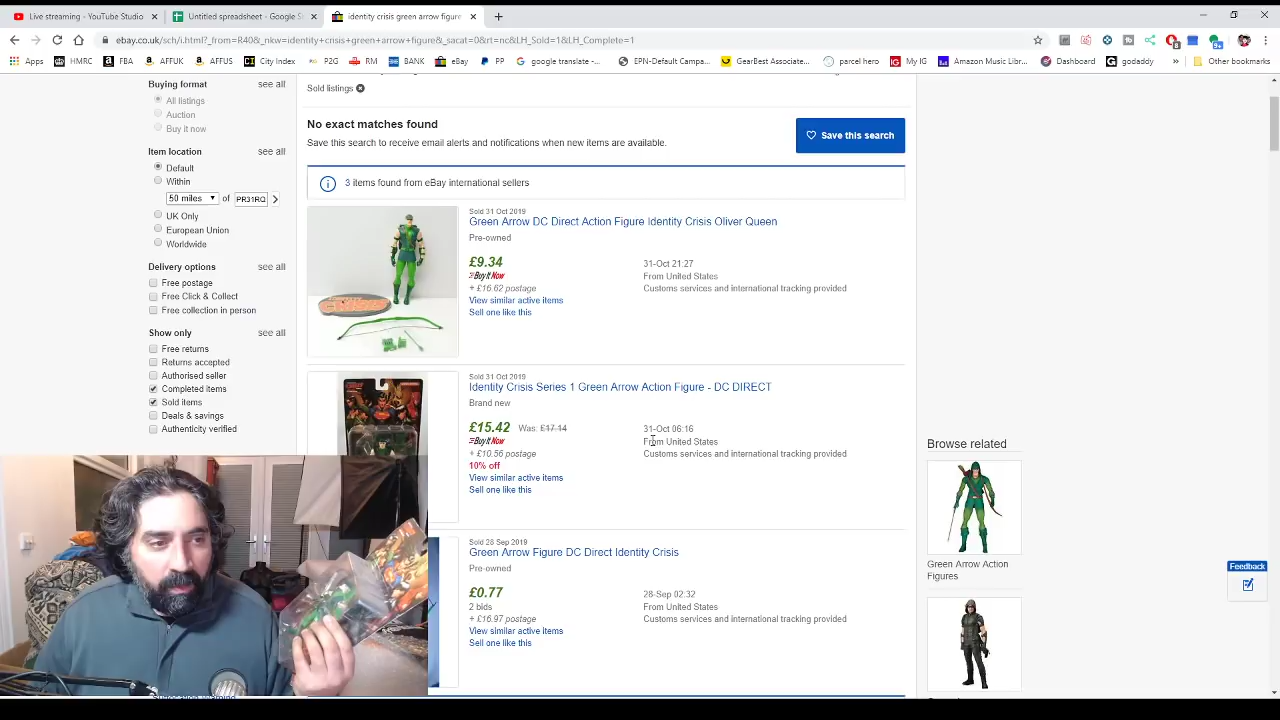 Live streaming - YouTube Studio
Untitled spreadsheet - Google S
identity crisis green arrow figure
ebay.co.uk/sch/i.html?_from=R40&_nkw=identity+crisis+green+arrow+figure&_sacat=0&rt=nc&LH_Sold=1&LH_Complete=1
Apps HMRC FBA AFFUK AFFUS City Index P2G RM BANK eBay PP google translate -... EPN-Default Campa... GearBest Associate... parcel hero My IG Amazon Music Libr... Dashboard godaddy » Other bookmarks
Buying format see all
All listings
Auction
Buy it now
Item location see all
Default
Within
50 miles of PR31RQ
UK Only
European Union
Worldwide
Delivery options see all
Free postage
Free Click & Collect
Free collection in person
Show only see all
Free returns
Returns accepted
Authorised seller
Completed items
Sold items
Deals & savings
Authenticity verified
Sold listings
No exact matches found
Save this search to receive email alerts and notifications when new items are available.
Save this search
3 items found from eBay international sellers
Sold 31 Oct 2019
Green Arrow DC Direct Action Figure Identity Crisis Oliver Queen
Pre-owned
£9.34
31-Oct 21:27
Buy It Now
From United States
+ £16.62 postage
Customs services and international tracking provided
View similar active items
Sell one like this
Sold 31 Oct 2019
Identity Crisis Series 1 Green Arrow Action Figure - DC DIRECT
Brand new
£15.42 Was: £17.14
31-Oct 06:16
Buy It Now
From United States
+ £10.56 postage
Customs services and international tracking provided
10% off
View similar active items
Sell one like this
Sold 28 Sep 2019
Green Arrow Figure DC Direct Identity Crisis
Pre-owned
£0.77
28-Sep 02:32
2 bids
From United States
+ £16.97 postage
Customs services and international tracking provided
View similar active items
Sell one like this
Browse related
Green Arrow Action
Figures
Feedback